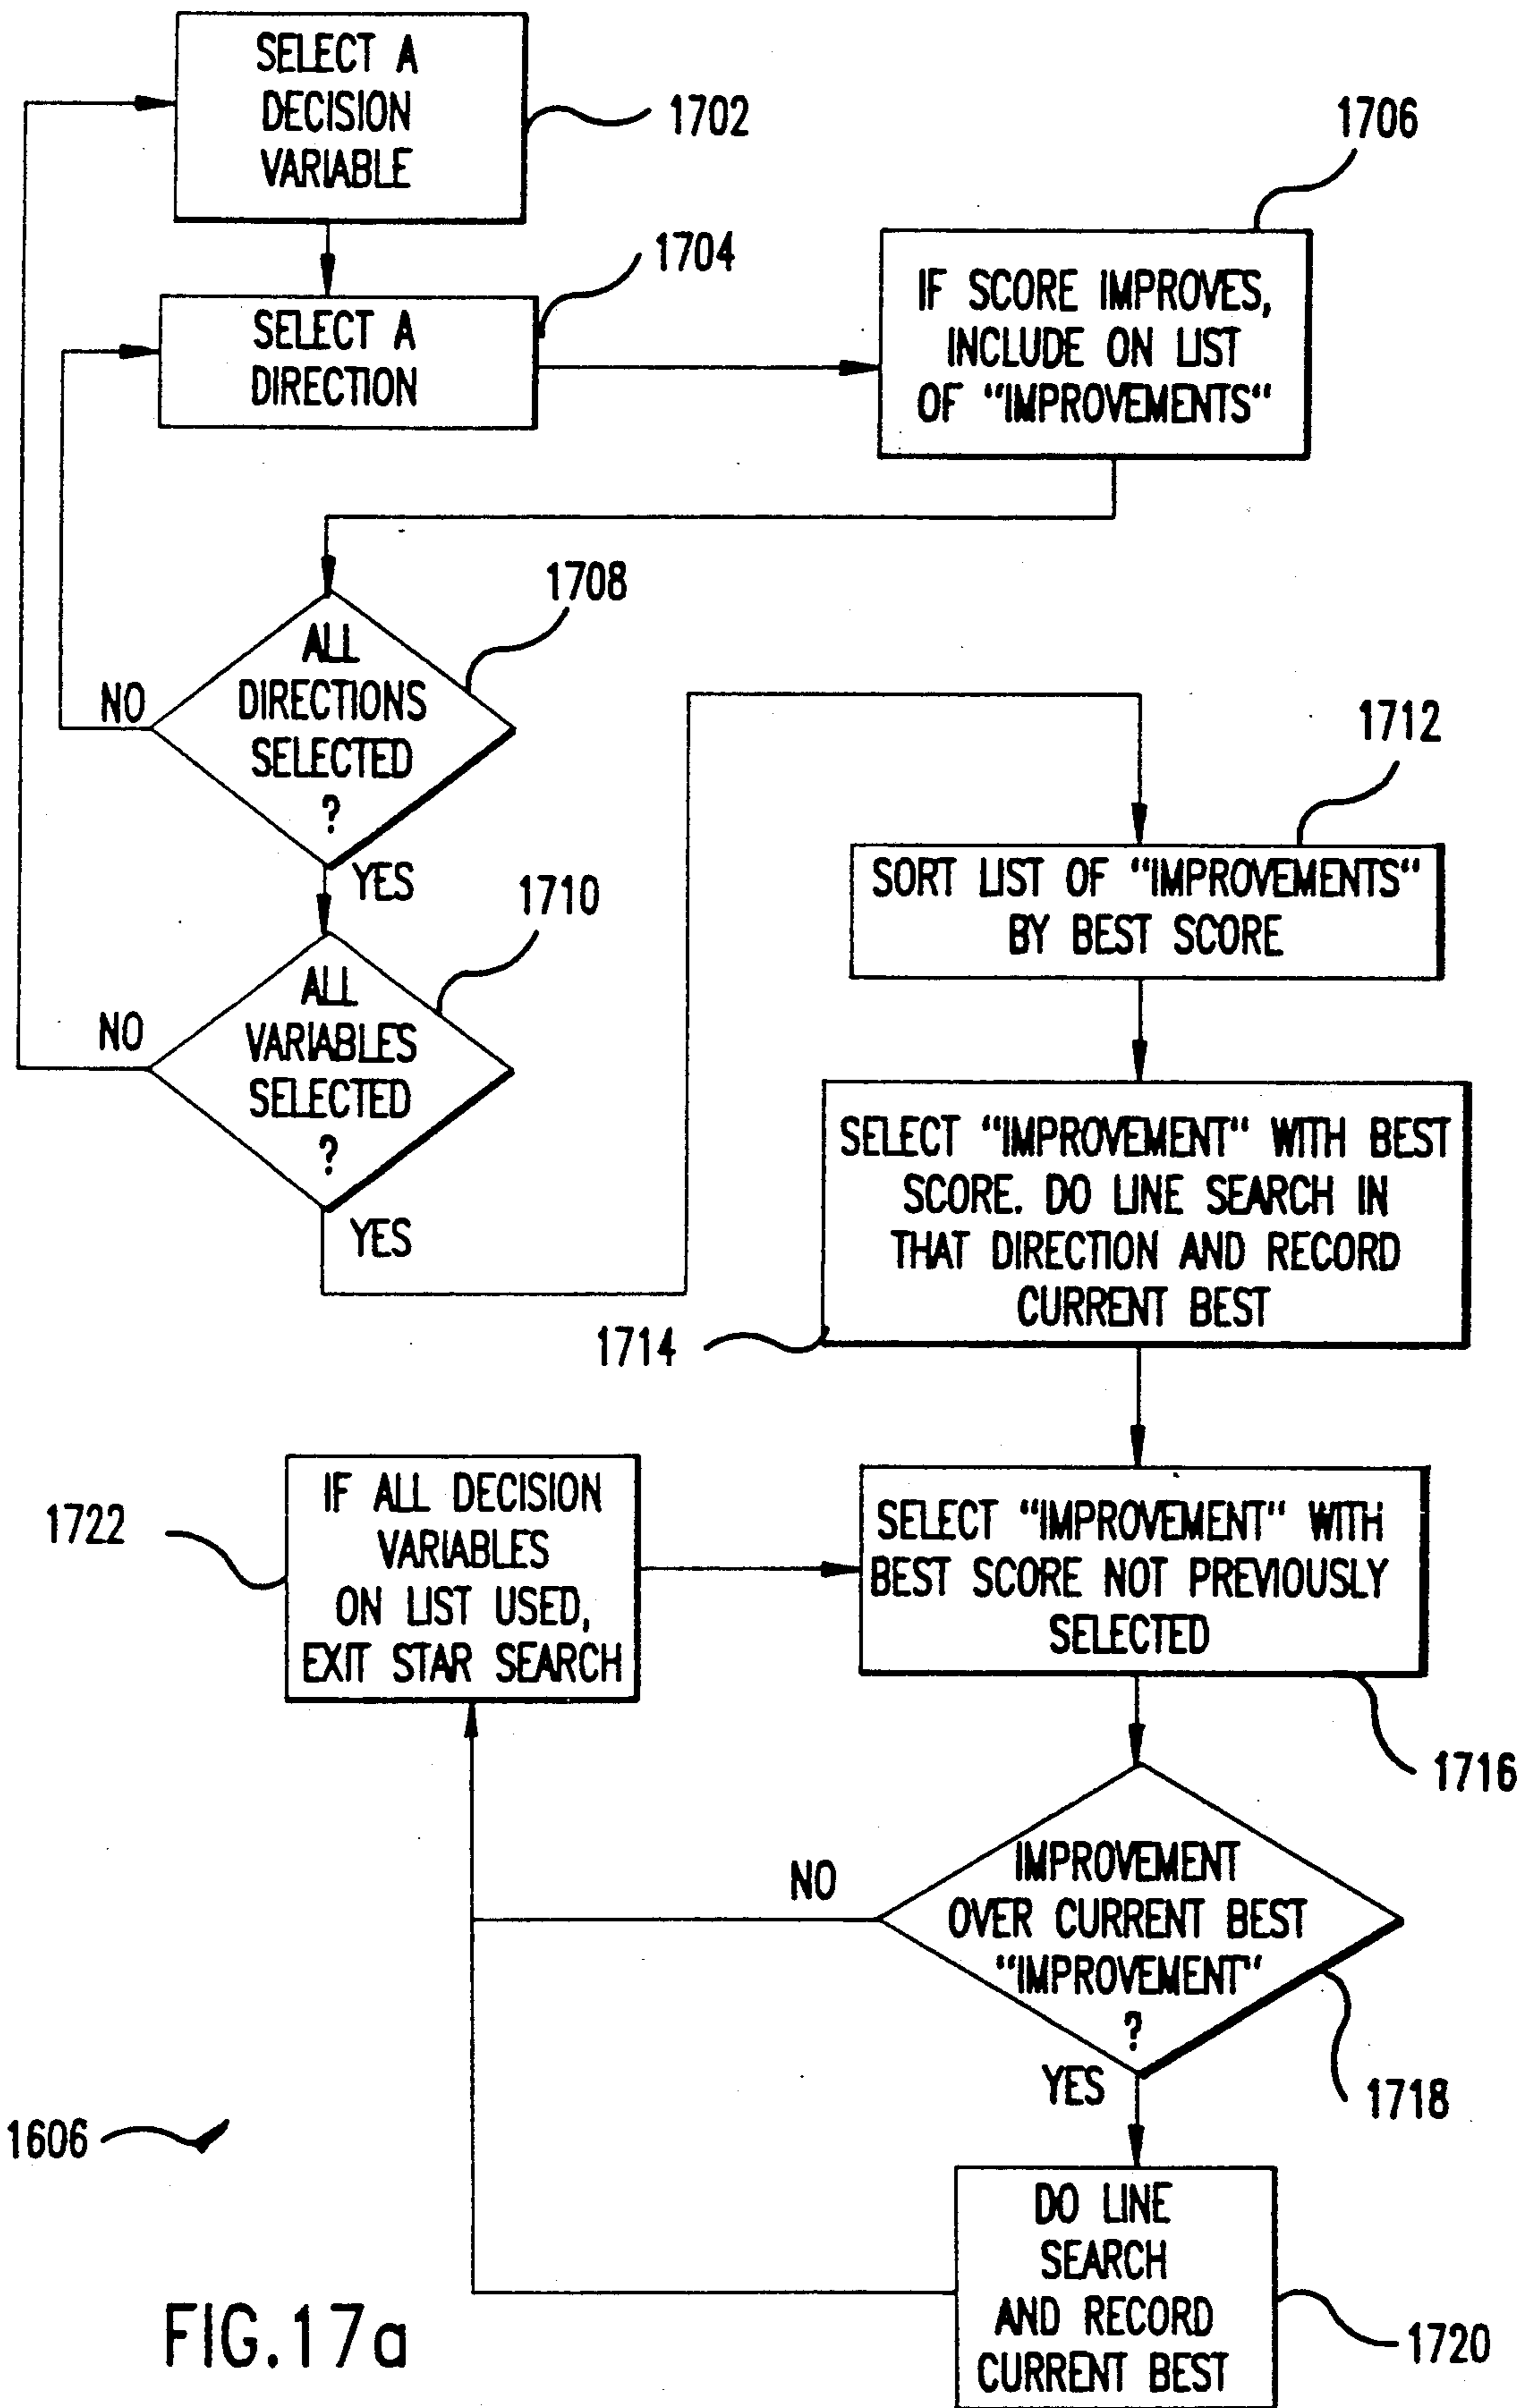 SELECT A
DECISION
VARIABLE
1702
1706
1704
SELECT A
DIRECTION
IF SCORE IMPROVES,
INCLUDE ON LIST
OF "IMPROVEMENTS"
1708
ALL
DIRECTIONS
SELECTED
?
NO
YES
1710
ALL
VARIABLES
SELECTED
?
NO
YES
1712
SORT LIST OF "IMPROVEMENTS"
BY BEST SCORE
SELECT "IMPROVEMENT" WITH BEST
SCORE. DO LINE SEARCH IN
THAT DIRECTION AND RECORD
CURRENT BEST
1714
1722
IF ALL DECISION
VARIABLES
ON LIST USED,
EXIT STAR SEARCH
SELECT "IMPROVEMENT" WITH
BEST SCORE NOT PREVIOUSLY
SELECTED
1716
NO
IMPROVEMENT
OVER CURRENT BEST
"IMPROVEMENT"
?
YES
1718
1606
DO LINE
SEARCH
AND RECORD
CURRENT BEST
1720
FIG.17a